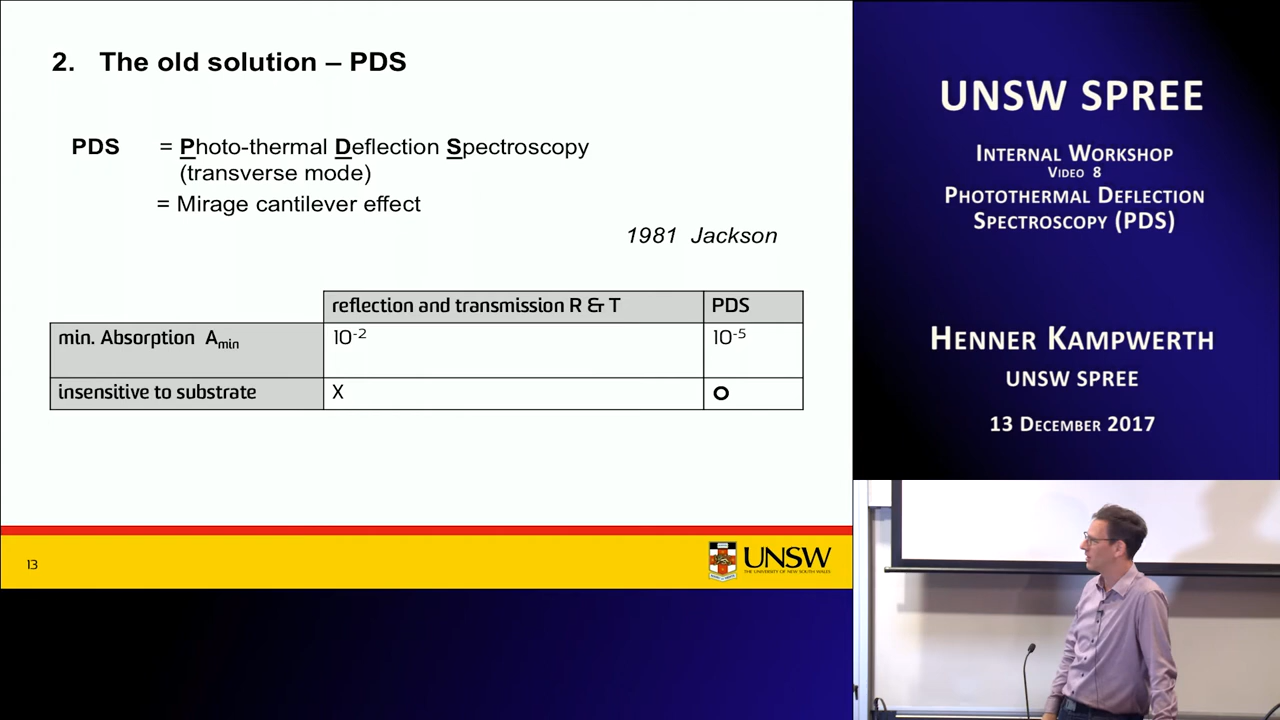 2. The old solution – PDS
PDS = Photo-thermal Deflection Spectroscopy
(transverse mode)
= Mirage cantilever effect
1981 Jackson
reflection and transmission R & T PDS
min. Absorption Amin 10-2 10-5
insensitive to substrate X O
13
UNSW
THE UNIVERSITY OF NEW SOUTH WALES
UNSW SPREE
INTERNAL WORKSHOP
VIDEO 8
PHOTOTHERMAL DEFLECTION
SPECTROSCOPY (PDS)
HENNER KAMPWERTH
UNSW SPREE
13 DECEMBER 2017